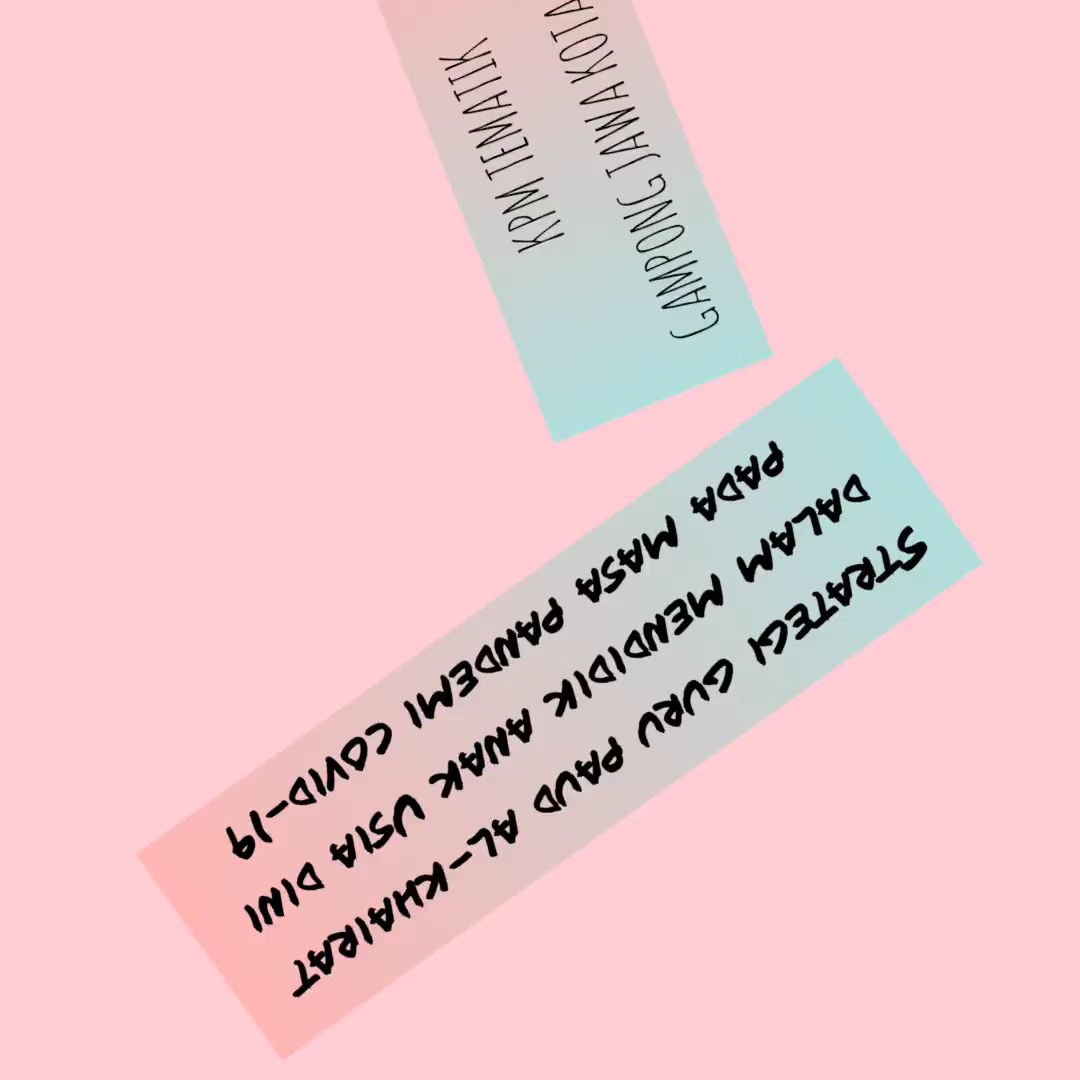 KPM TEMATIK
GAMPONG JAWA KOTA
STRATEGI GURU PAUD AL-KHAIRAT
DALAM MENDIDIK ANAK USIA DINI
PADA MASA PANDEMI COVID-19